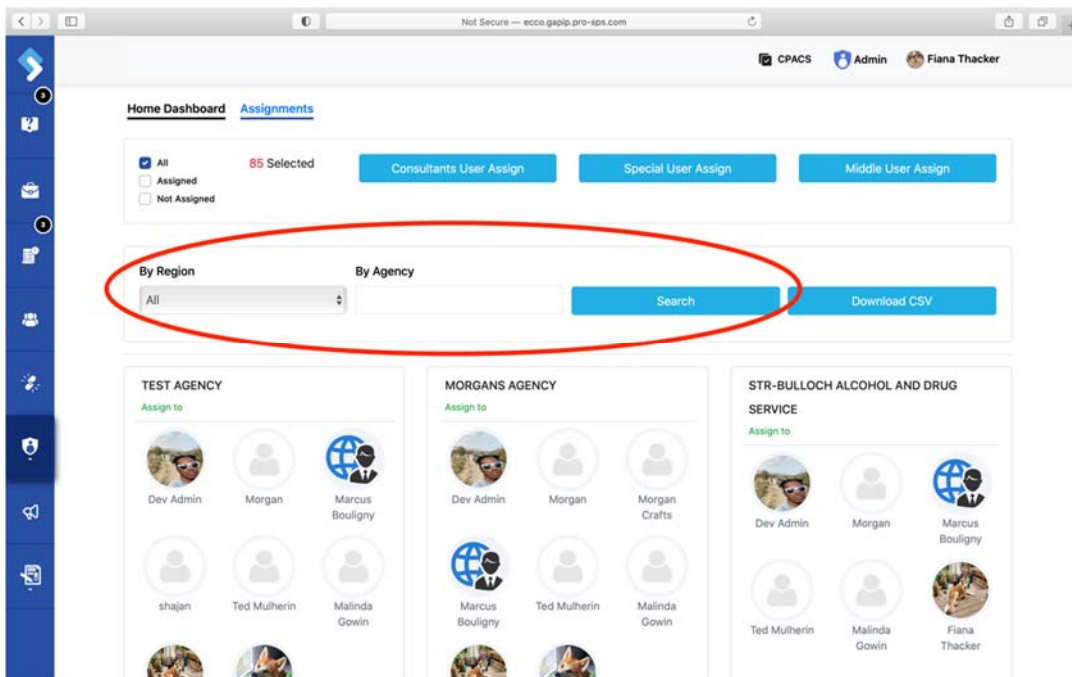 Not Secure — ecco.gapip.pro-sps.com
CPACS
Admin
Fiana Thacker
3
Home Dashboard
Assignments
All
85 Selected
Consultants User Assign
Special User Assign
Middle User Assign
Assigned
Not Assigned
3
By Region
By Agency
All
Search
Download CSV
TEST AGENCY
Assign to
Dev Admin
Morgan
Marcus
Bouligny
shajan
Ted Mulherin
Malinda
Gowin
MORGANS AGENCY
Assign to
Dev Admin
Morgan
Morgan
Crafts
Marcus
Bouligny
Ted Mulherin
Malinda
Gowin
STR-BULLOCH ALCOHOL AND DRUG
SERVICE
Assign to
Dev Admin
Morgan
Marcus
Bouligny
Ted Mulherin
Malinda
Gowin
Fiana
Thacker